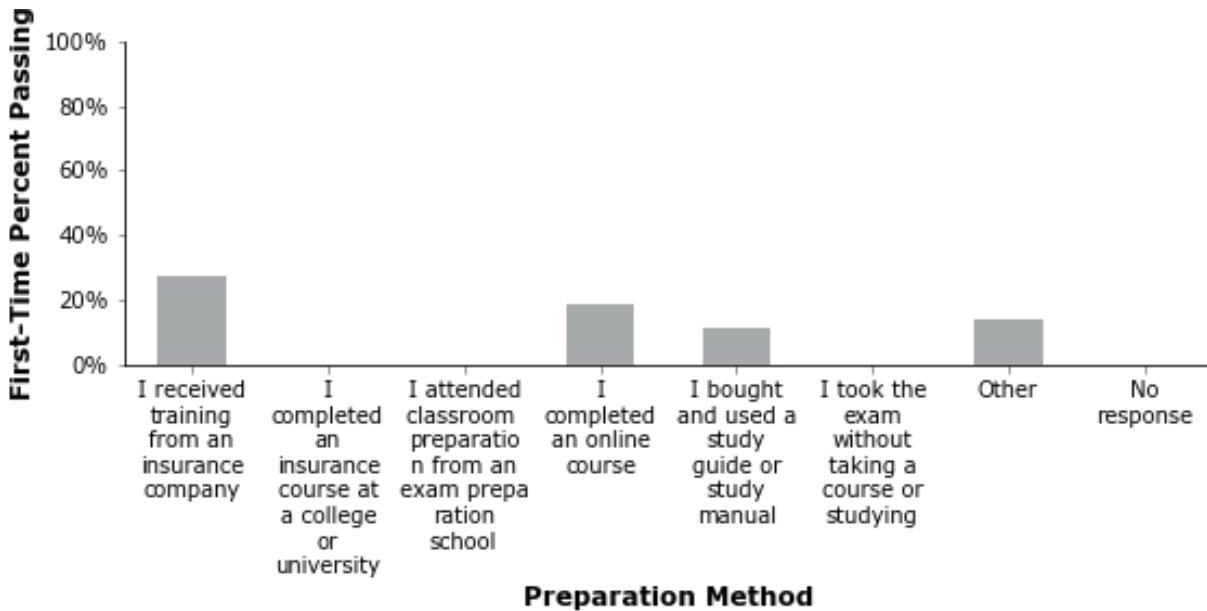 First-Time Percent Passing
100%
80%
60%
40%
20%
0%
I received
training
from an
insurance
company
I
completed
an
insurance
course at
a college
or
university
I attended
classroom
preparatio
n from an
exam prepa
ration
school
I
completed
an online
course
I bought
and used a
study
guide or
study
manual
I took the
exam
without
taking a
course or
studying
Other
No
response
Preparation Method